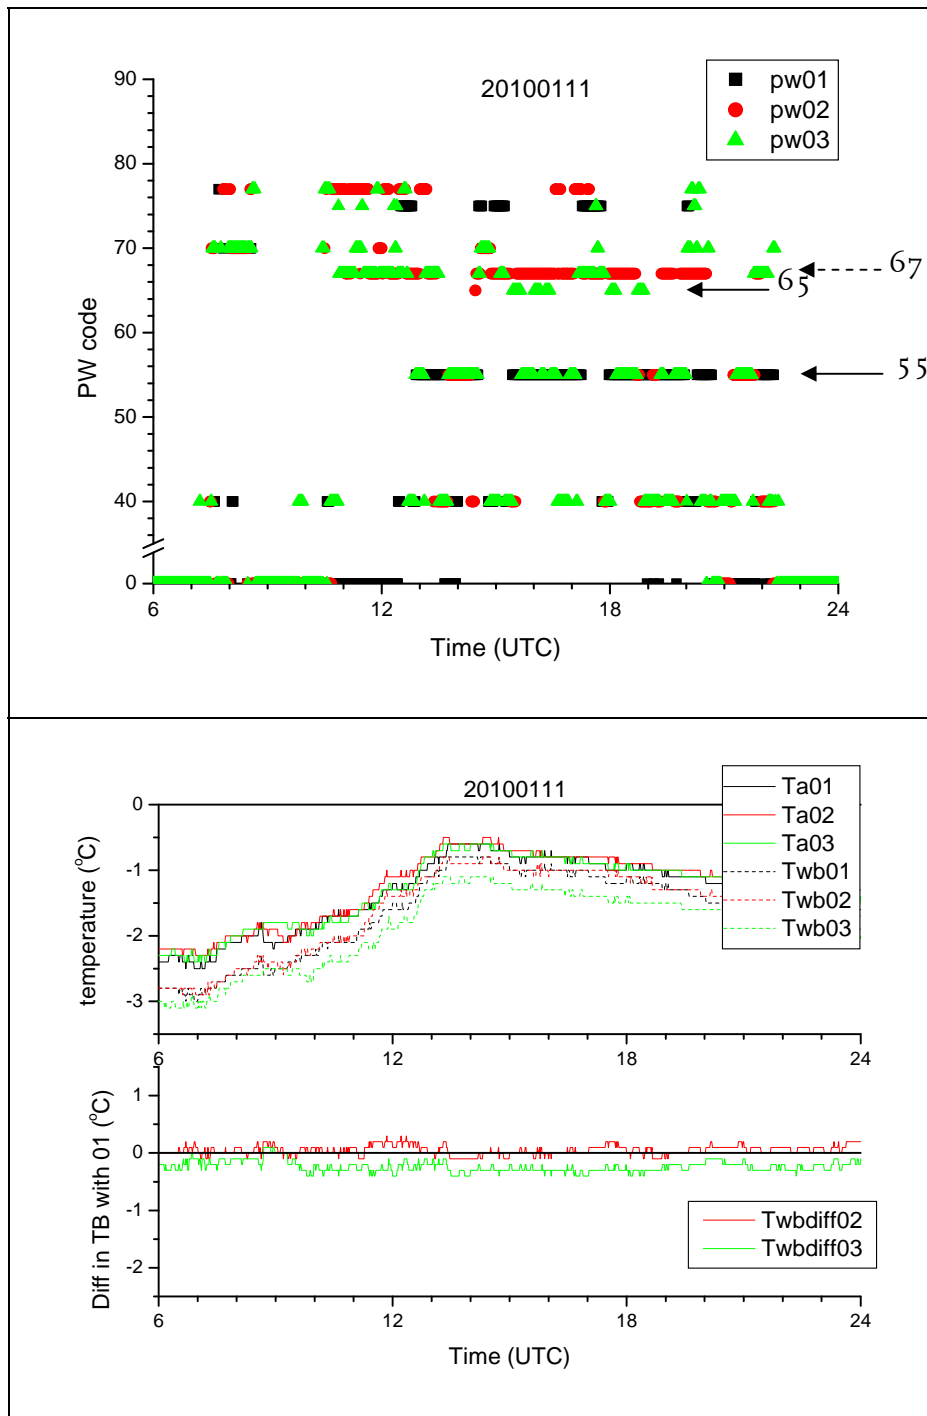 20100111
pw01
pw02
pw03
90
80
70
60
50
40
0
PW code
67
65
55
6 12 18 24
Time (UTC)
20100111
Ta01
Ta02
Ta03
Twb01
Twb02
Twb03
0
-1
-2
-3
temperature (°C)
6 12 18 24
1
0
-1
-2
Diff in TB with 01 (°C)
Twbdiff02
Twbdiff03
6 12 18 24
Time (UTC)